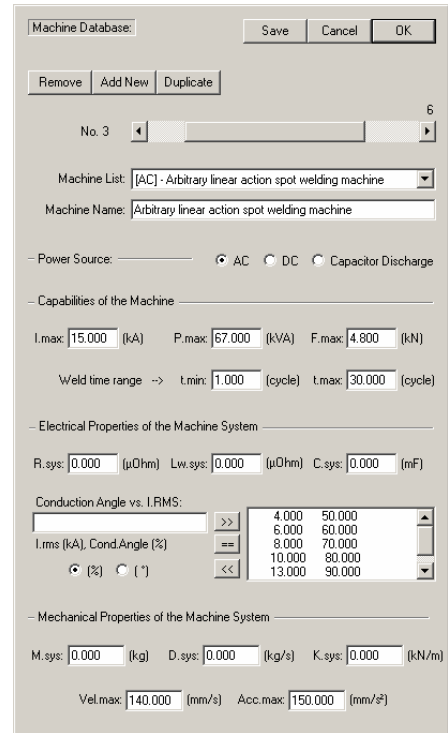 Machine Database:
Save Cancel OK
Remove Add New Duplicate
6
No. 3
Machine List: [AC] - Arbitrary linear action spot welding machine
Machine Name: Arbitrary linear action spot welding machine
Power Source: AC DC Capacitor Discharge
Capabilities of the Machine
I.max: 15.000 (kA) P.max: 67.000 (kVA) F.max: 4.800 (kN)
Weld time range --> t.min: 1.000 (cycle) t.max: 30.000 (cycle)
Electrical Properties of the Machine System
R.sys: 0.000 (µOhm) Lw.sys: 0.000 (µOhm) C.sys: 0.000 (mF)
Conduction Angle vs. I.RMS:
>>
I.rms (kA), Cond.Angle (%)
==
(%) (°)
<<
4.000 50.000
6.000 60.000
8.000 70.000
10.000 80.000
13.000 90.000
Mechanical Properties of the Machine System
M.sys: 0.000 (kg) D.sys: 0.000 (kg/s) K.sys: 0.000 (kN/m)
Vel.max: 140.000 (mm/s) Acc.max: 150.000 (mm/s²)